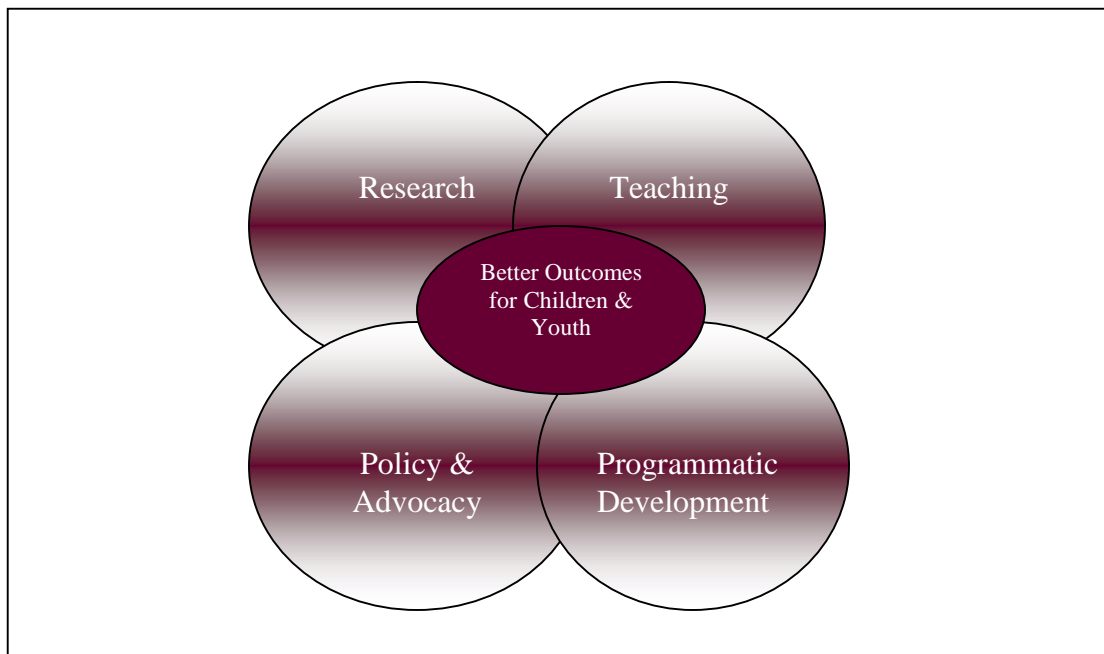 Research
Teaching
Better Outcomes
for Children &
Youth
Policy &
Advocacy
Programmatic
Development